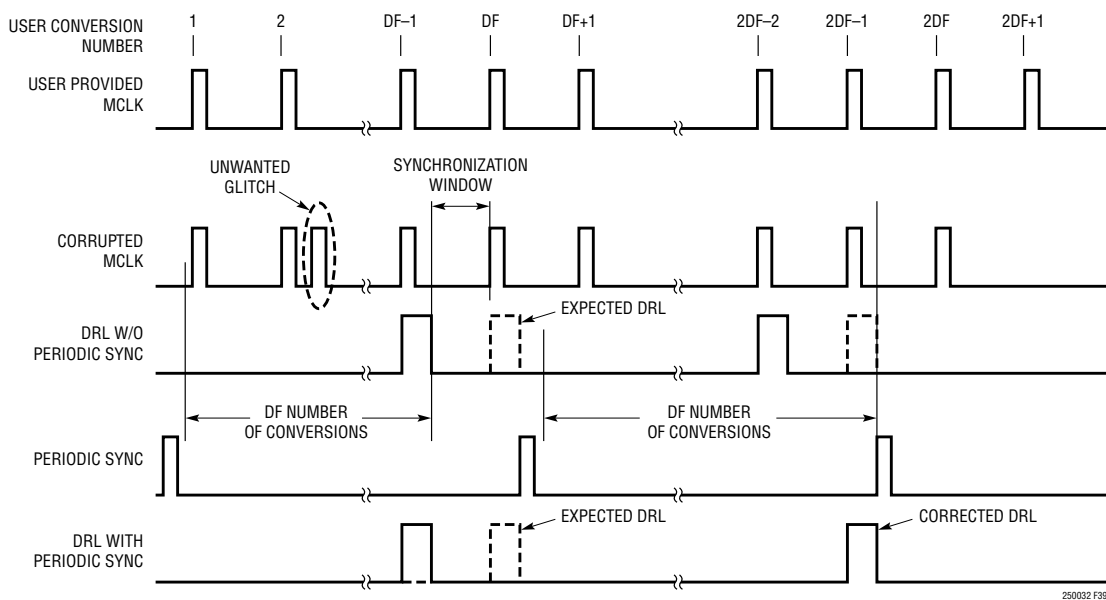 USER CONVERSION
NUMBER
1
2
DF–1
DF
DF+1
2DF–2
2DF–1
2DF
2DF+1
USER PROVIDED
MCLK
UNWANTED
GLITCH
SYNCHRONIZATION
WINDOW
CORRUPTED
MCLK
EXPECTED DRL
DRL W/O
PERIODIC SYNC
DF NUMBER
OF CONVERSIONS
DF NUMBER
OF CONVERSIONS
PERIODIC SYNC
EXPECTED DRL
CORRECTED DRL
DRL WITH
PERIODIC SYNC
250032 F39